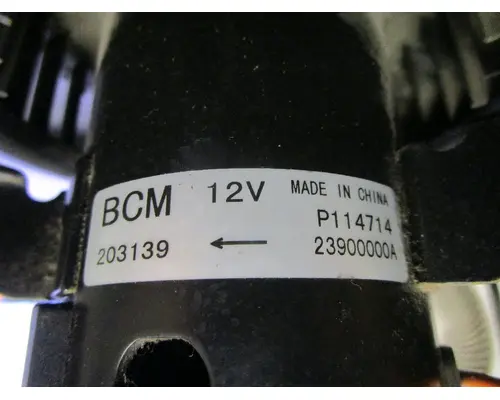 BCM 12V MADE IN CHINA
P114714
203139 ← 23900000A